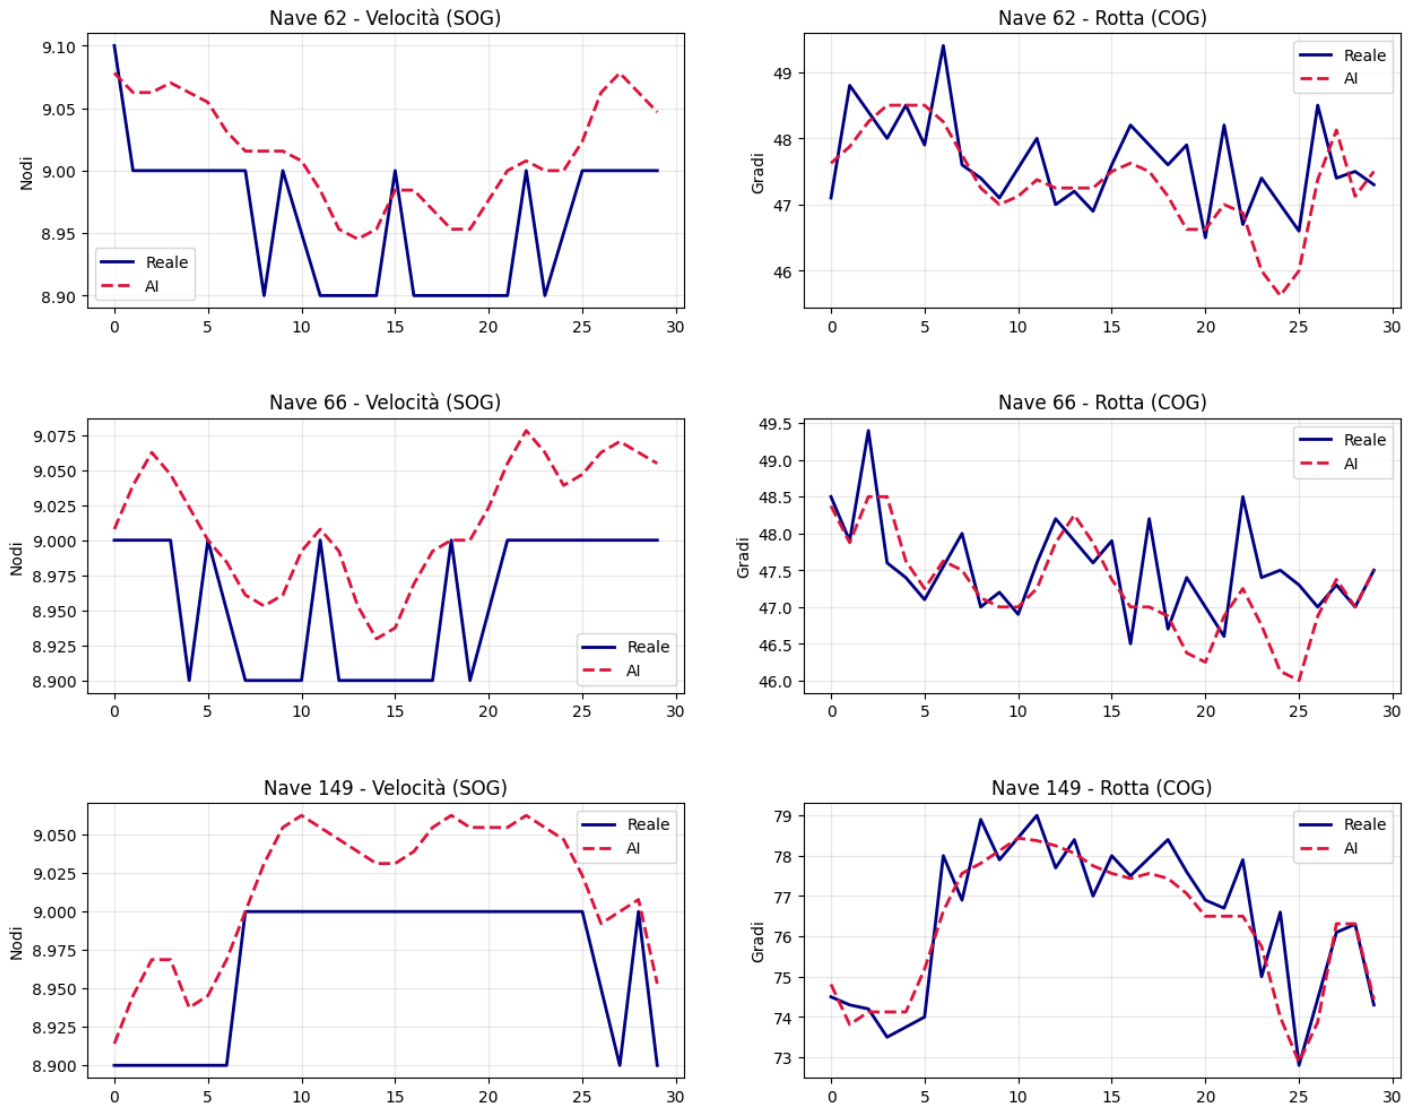 Nave 62 - Velocità (SOG)
Nodi
9.10
9.05
9.00
8.95
8.90
Reale
AI
0 5 10 15 20 25 30
Nave 62 - Rotta (COG)
Gradi
49
48
47
46
Reale
AI
0 5 10 15 20 25 30
Nave 66 - Velocità (SOG)
Nodi
9.075
9.050
9.025
9.000
8.975
8.950
8.925
8.900
Reale
AI
0 5 10 15 20 25 30
Nave 66 - Rotta (COG)
Gradi
49.5
49.0
48.5
48.0
47.5
47.0
46.5
46.0
Reale
AI
0 5 10 15 20 25 30
Nave 149 - Velocità (SOG)
Nodi
9.050
9.025
9.000
8.975
8.950
8.925
8.900
Reale
AI
0 5 10 15 20 25 30
Nave 149 - Rotta (COG)
Gradi
79
78
77
76
75
74
73
Reale
AI
0 5 10 15 20 25 30